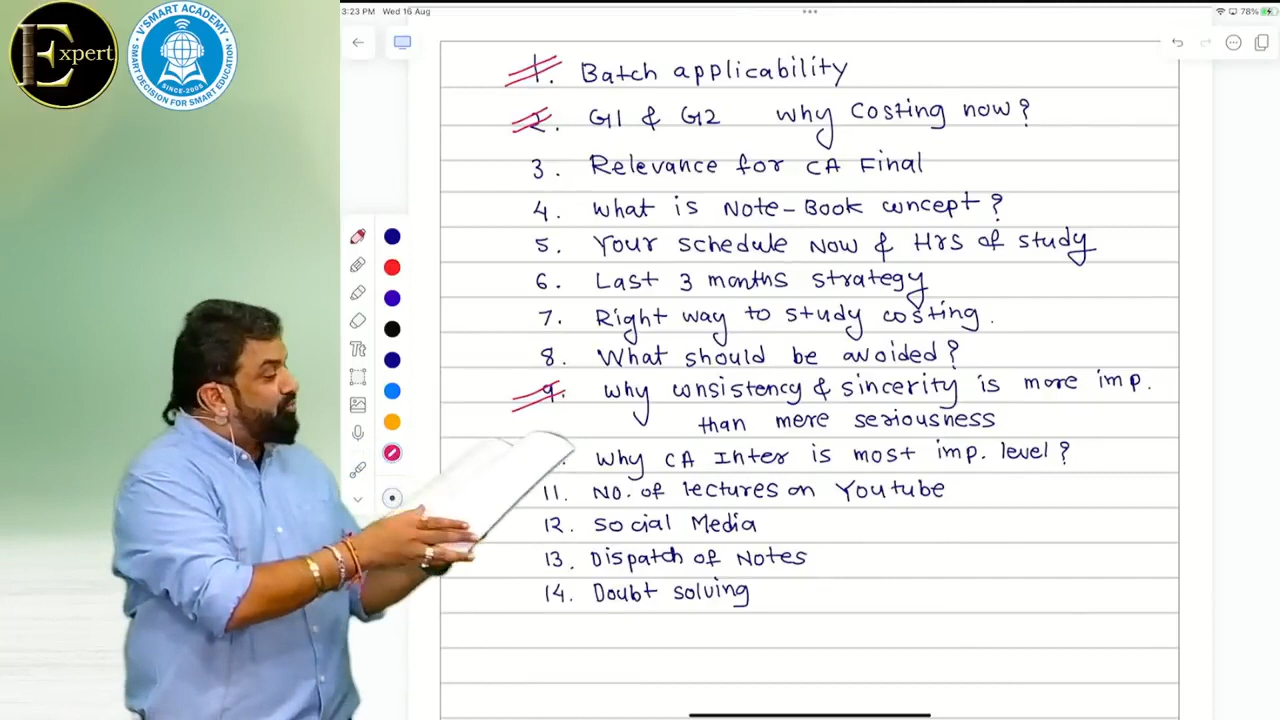 3:23 PM Wed 16 Aug
78%
Expert
V'SMART ACADEMY
SINCE-2005
SMART DECISION FOR SMART EDUCATION
Tt
1. Batch applicability
2. G1 & G2 Why Costing now?
3. Relevance for CA Final
4. What is Note-Book concept?
5. Your schedule Now & Hrs of study
6. Last 3 months strategy
7. Right way to study costing.
8. What should be avoided?
9. Why consistency & sincerity is more imp.
than mere seriousness
. Why CA Inter is most imp. level?
11. No. of lectures on Youtube
12. Social Media
13. Dispatch of Notes
14. Doubt solving